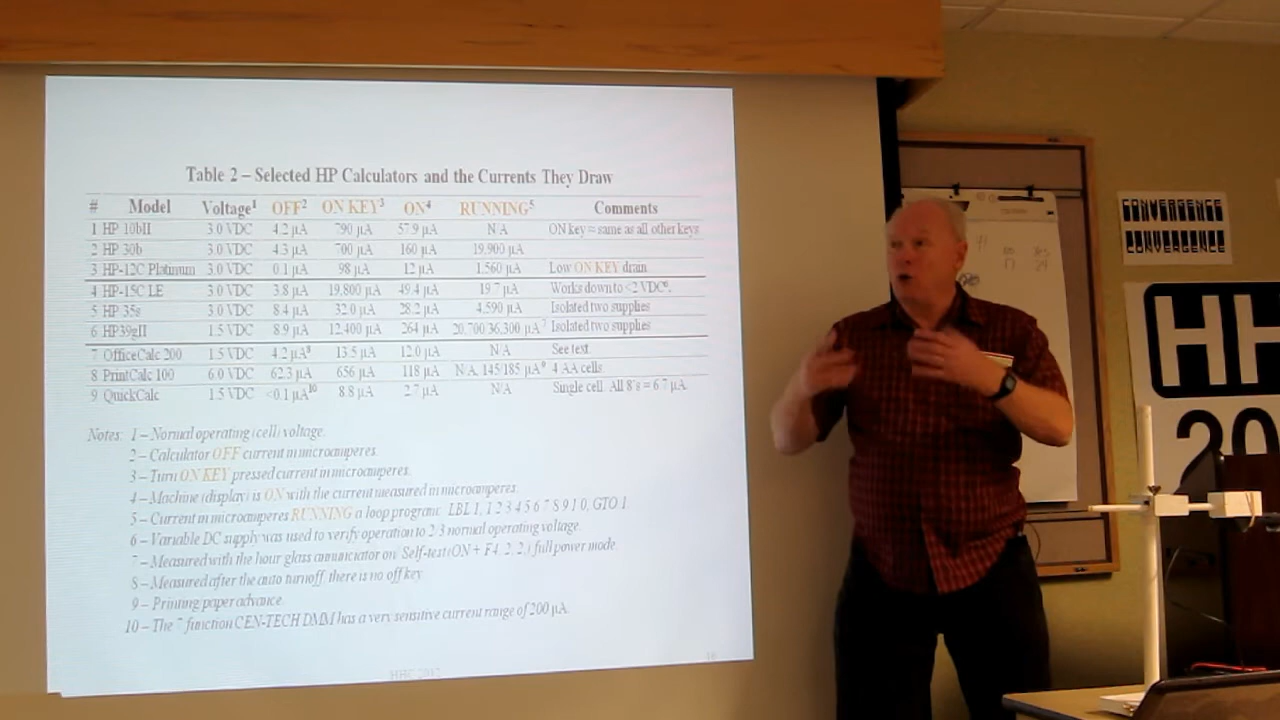 Table 2 – Selected HP Calculators and the Currents They Draw
# Model Voltage¹ OFF² ON KEY³ ON⁴ RUNNING⁵ Comments
1 HP 10bII 3.0 VDC 4.2 µA 790 µA 57.9 µA N/A ON key = same as all other keys
2 HP 30b 3.0 VDC 4.3 µA 700 µA 160 µA 19,900 µA
3 HP-12C Platinum 3.0 VDC 0.1 µA 98 µA 12 µA 1,560 µA Low ON KEY drain
4 HP-15C LE 3.0 VDC 3.8 µA 19,800 µA 49.4 µA 19.7 µA Works down to <2 VDC⁶.
5 HP 35s 3.0 VDC 8.4 µA 32.0 µA 28.2 µA 4,590 µA Isolated two supplies
6 HP39gII 1.5 VDC 8.9 µA 12,400 µA 264 µA 20,700/36,300 µA⁷ Isolated two supplies
7 OfficeCalc 200 1.5 VDC 4.2 µA⁸ 13.5 µA 12.0 µA N/A See text
8 PrintCalc 100 6.0 VDC 62.3 µA 656 µA 118 µA N/A, 145/185 µA⁹ 4 AA cells
9 QuickCalc 1.5 VDC <0.1 µA¹⁰ 8.8 µA 2.7 µA N/A Single cell. All 8's = 6.7 µA.
Notes: 1 – Normal operating (cell) voltage.
2 – Calculator OFF current in microamperes.
3 – Turn ON KEY pressed current in microamperes.
4 – Machine (display) is ON with the current measured in microamperes.
5 – Current in microamperes RUNNING a loop program: LBL 1, 1 2 3 4 5 6 7 8 9 1 0, GTO 1
6 – Variable DC supply was used to verify operation to 2/3 normal operating voltage.
7 – Measured with the hour glass annunciator on/ Self-test (ON + F4, 2, 2,) full power mode.
8 – Measured after the auto turnoff, there is no off key
9 – Printing/paper advance.
10 – The 7 function CEN-TECH DMM has a very sensitive current range of 200 µA.
HHC 2012
16
CONVERGENCE
CONVERGENCE
HH
20